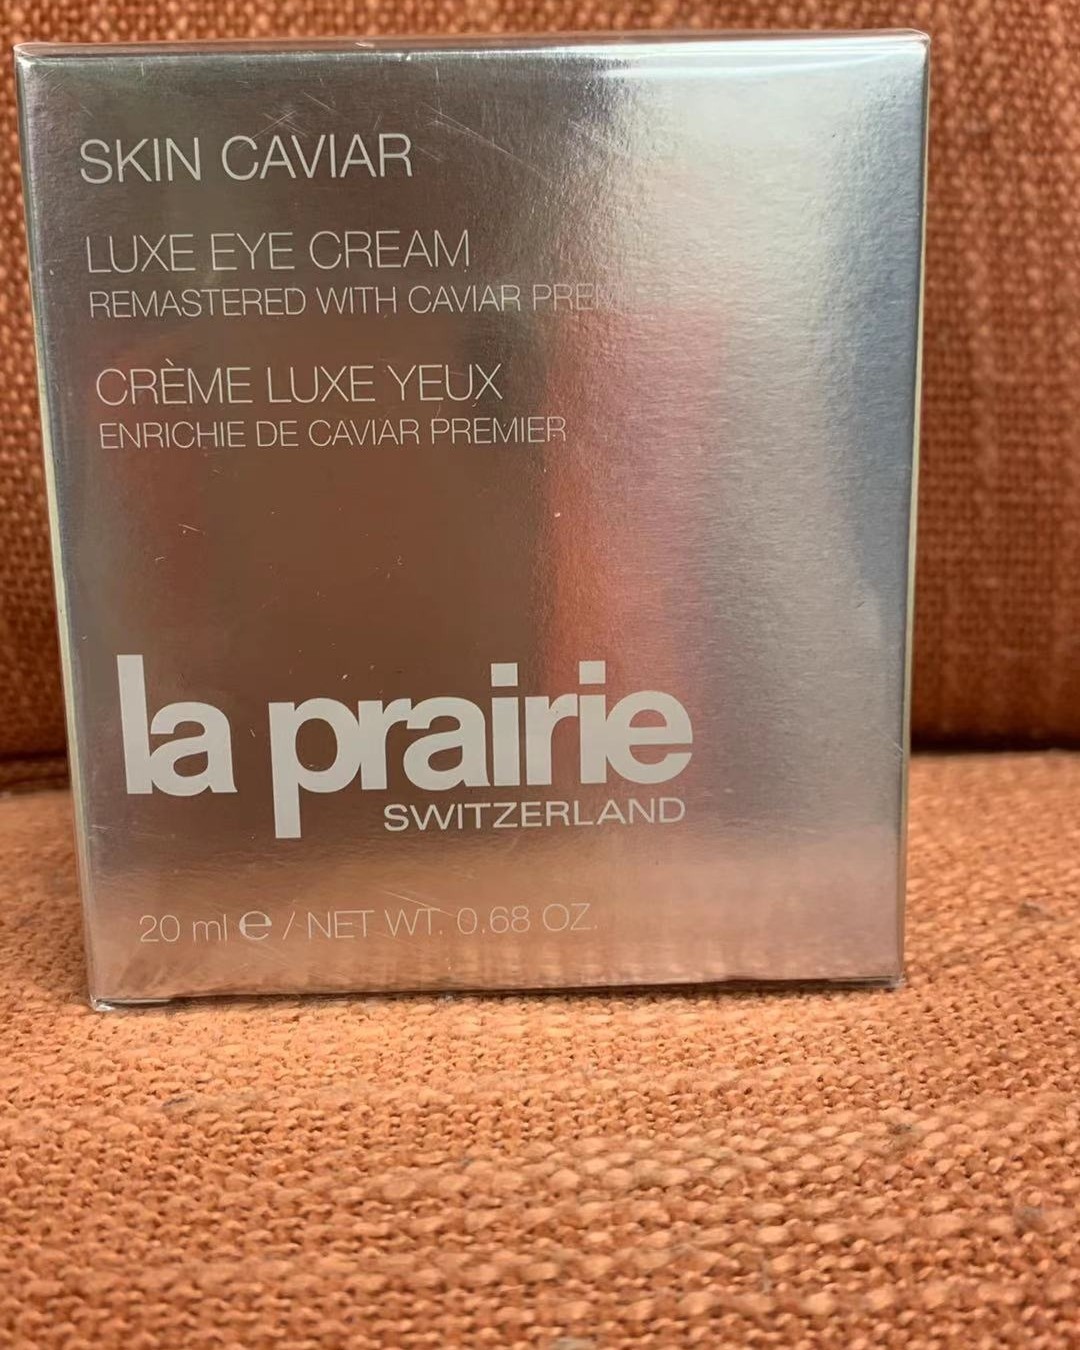 SKIN CAVIAR
LUXE EYE CREAM
REMASTERED WITH CAVIAR
CRÈME LUXE YEUX
ENRICHIE DE CAVIAR PREMIER
la prairie
SWITZERLAND
20 ml e / NET WT. 0.68 OZ.